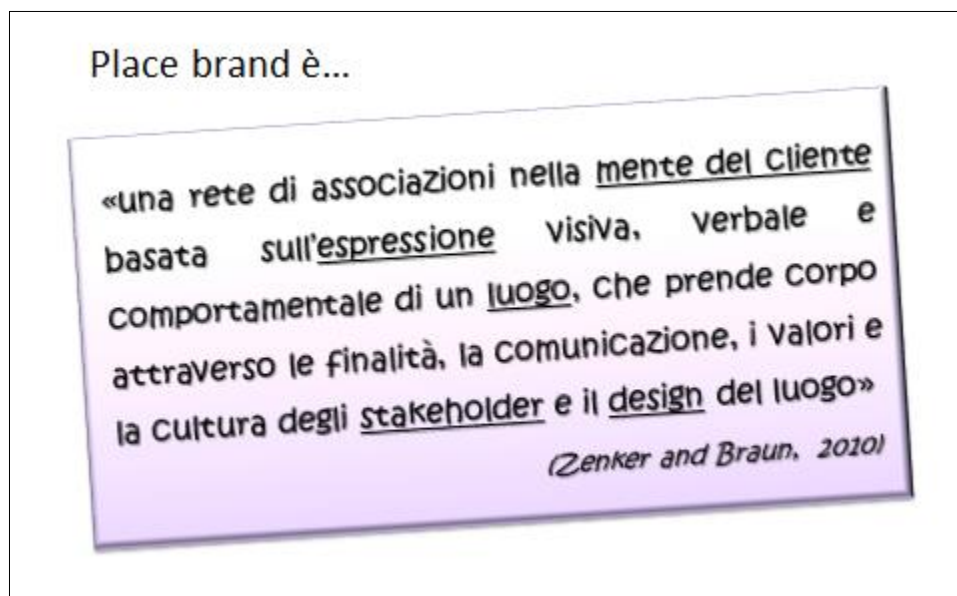 Place brand è...
«una rete di associazioni nella mente del cliente
basata sull'espressione visiva, verbale e
comportamentale di un luogo, che prende corpo
attraverso le finalità, la comunicazione, i valori e
la cultura degli stakeholder e il design del luogo»
(Zenker and Braun, 2010)